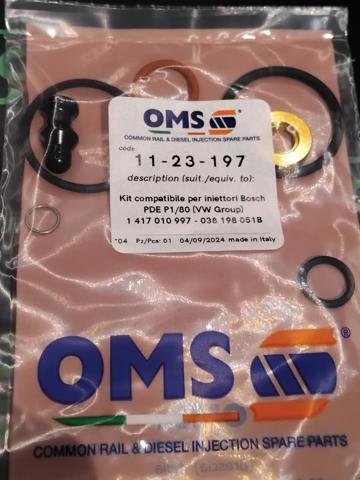 OMS
®
COMMON RAIL & DIESEL INJECTION SPARE PARTS
code
11-23-197
description (suit./equiv. to):
Kit compatibile per iniettori Bosch
PDE P1/80 (VW Group)
1 417 010 997 - 038 198 051B
*04 Pz/Pcs: 01 04/09/2024 made in Italy
OMS
®
COMMON RAIL & DIESEL INJECTION SPARE PARTS